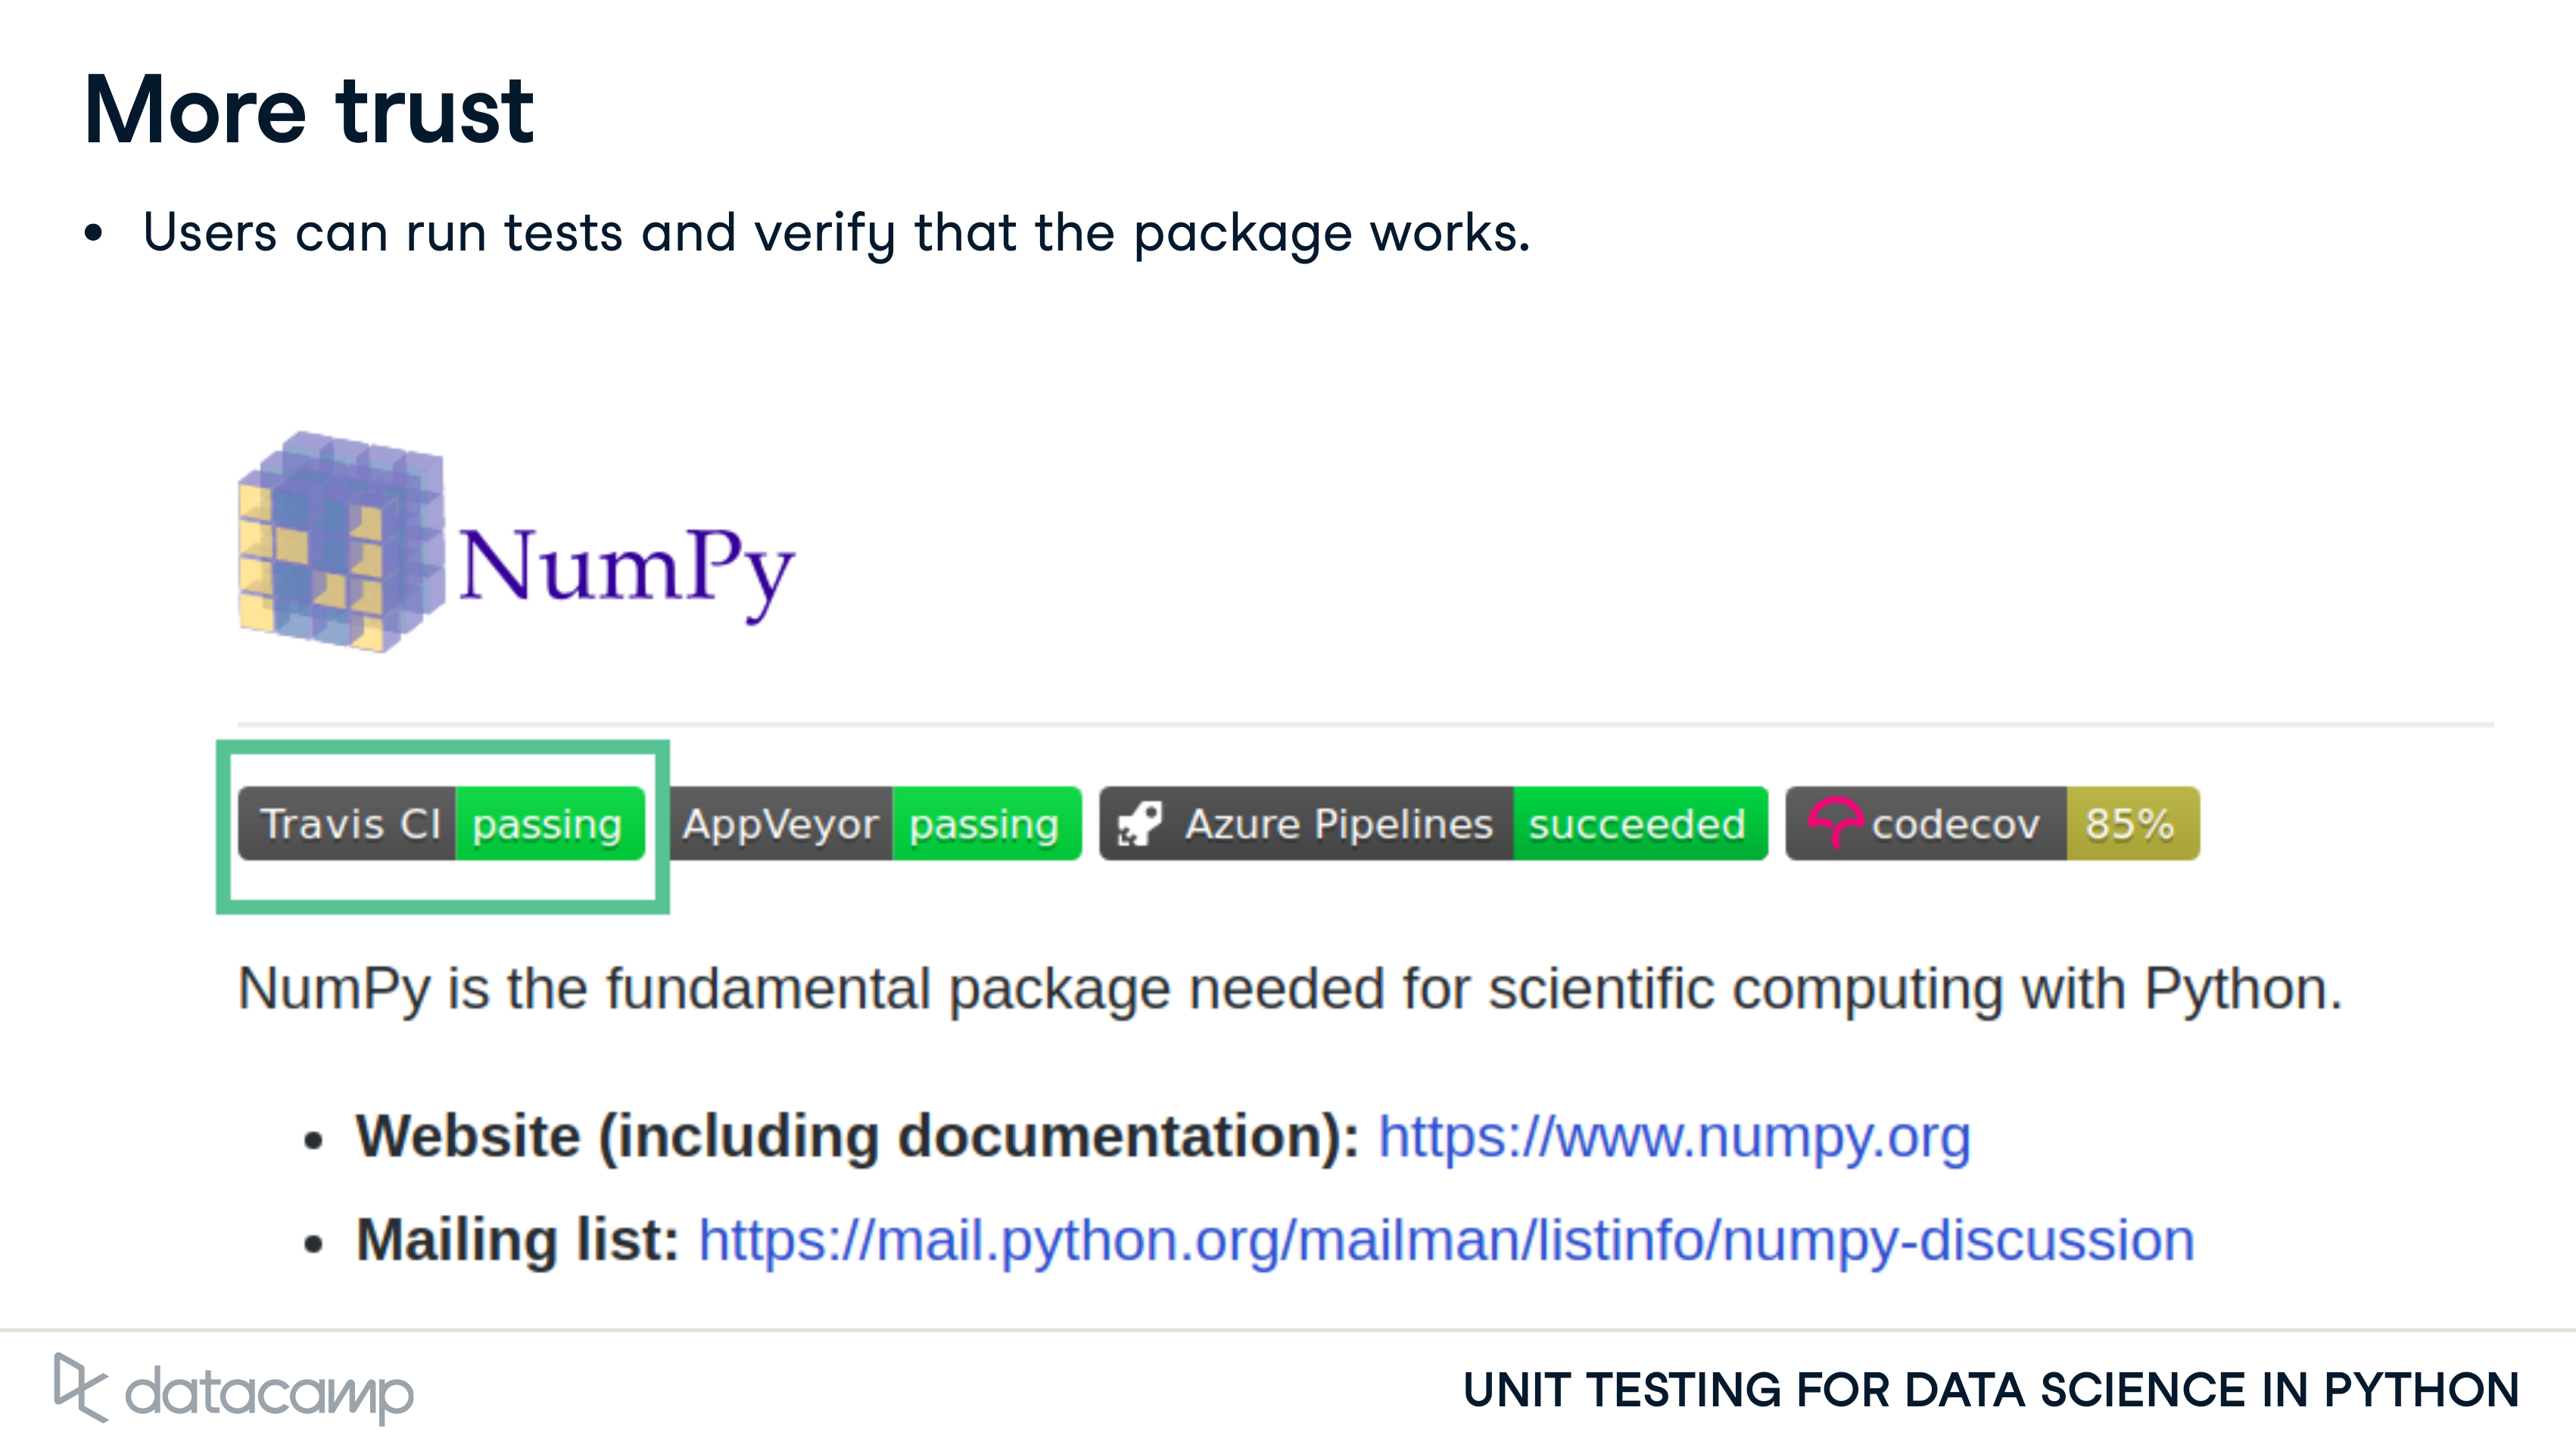 More trust
• Users can run tests and verify that the package works.
NumPy
Travis CI passing AppVeyor passing Azure Pipelines succeeded codecov 85%
NumPy is the fundamental package needed for scientific computing with Python.
• Website (including documentation): https://www.numpy.org
• Mailing list: https://mail.python.org/mailman/listinfo/numpy-discussion
datacamp UNIT TESTING FOR DATA SCIENCE IN PYTHON